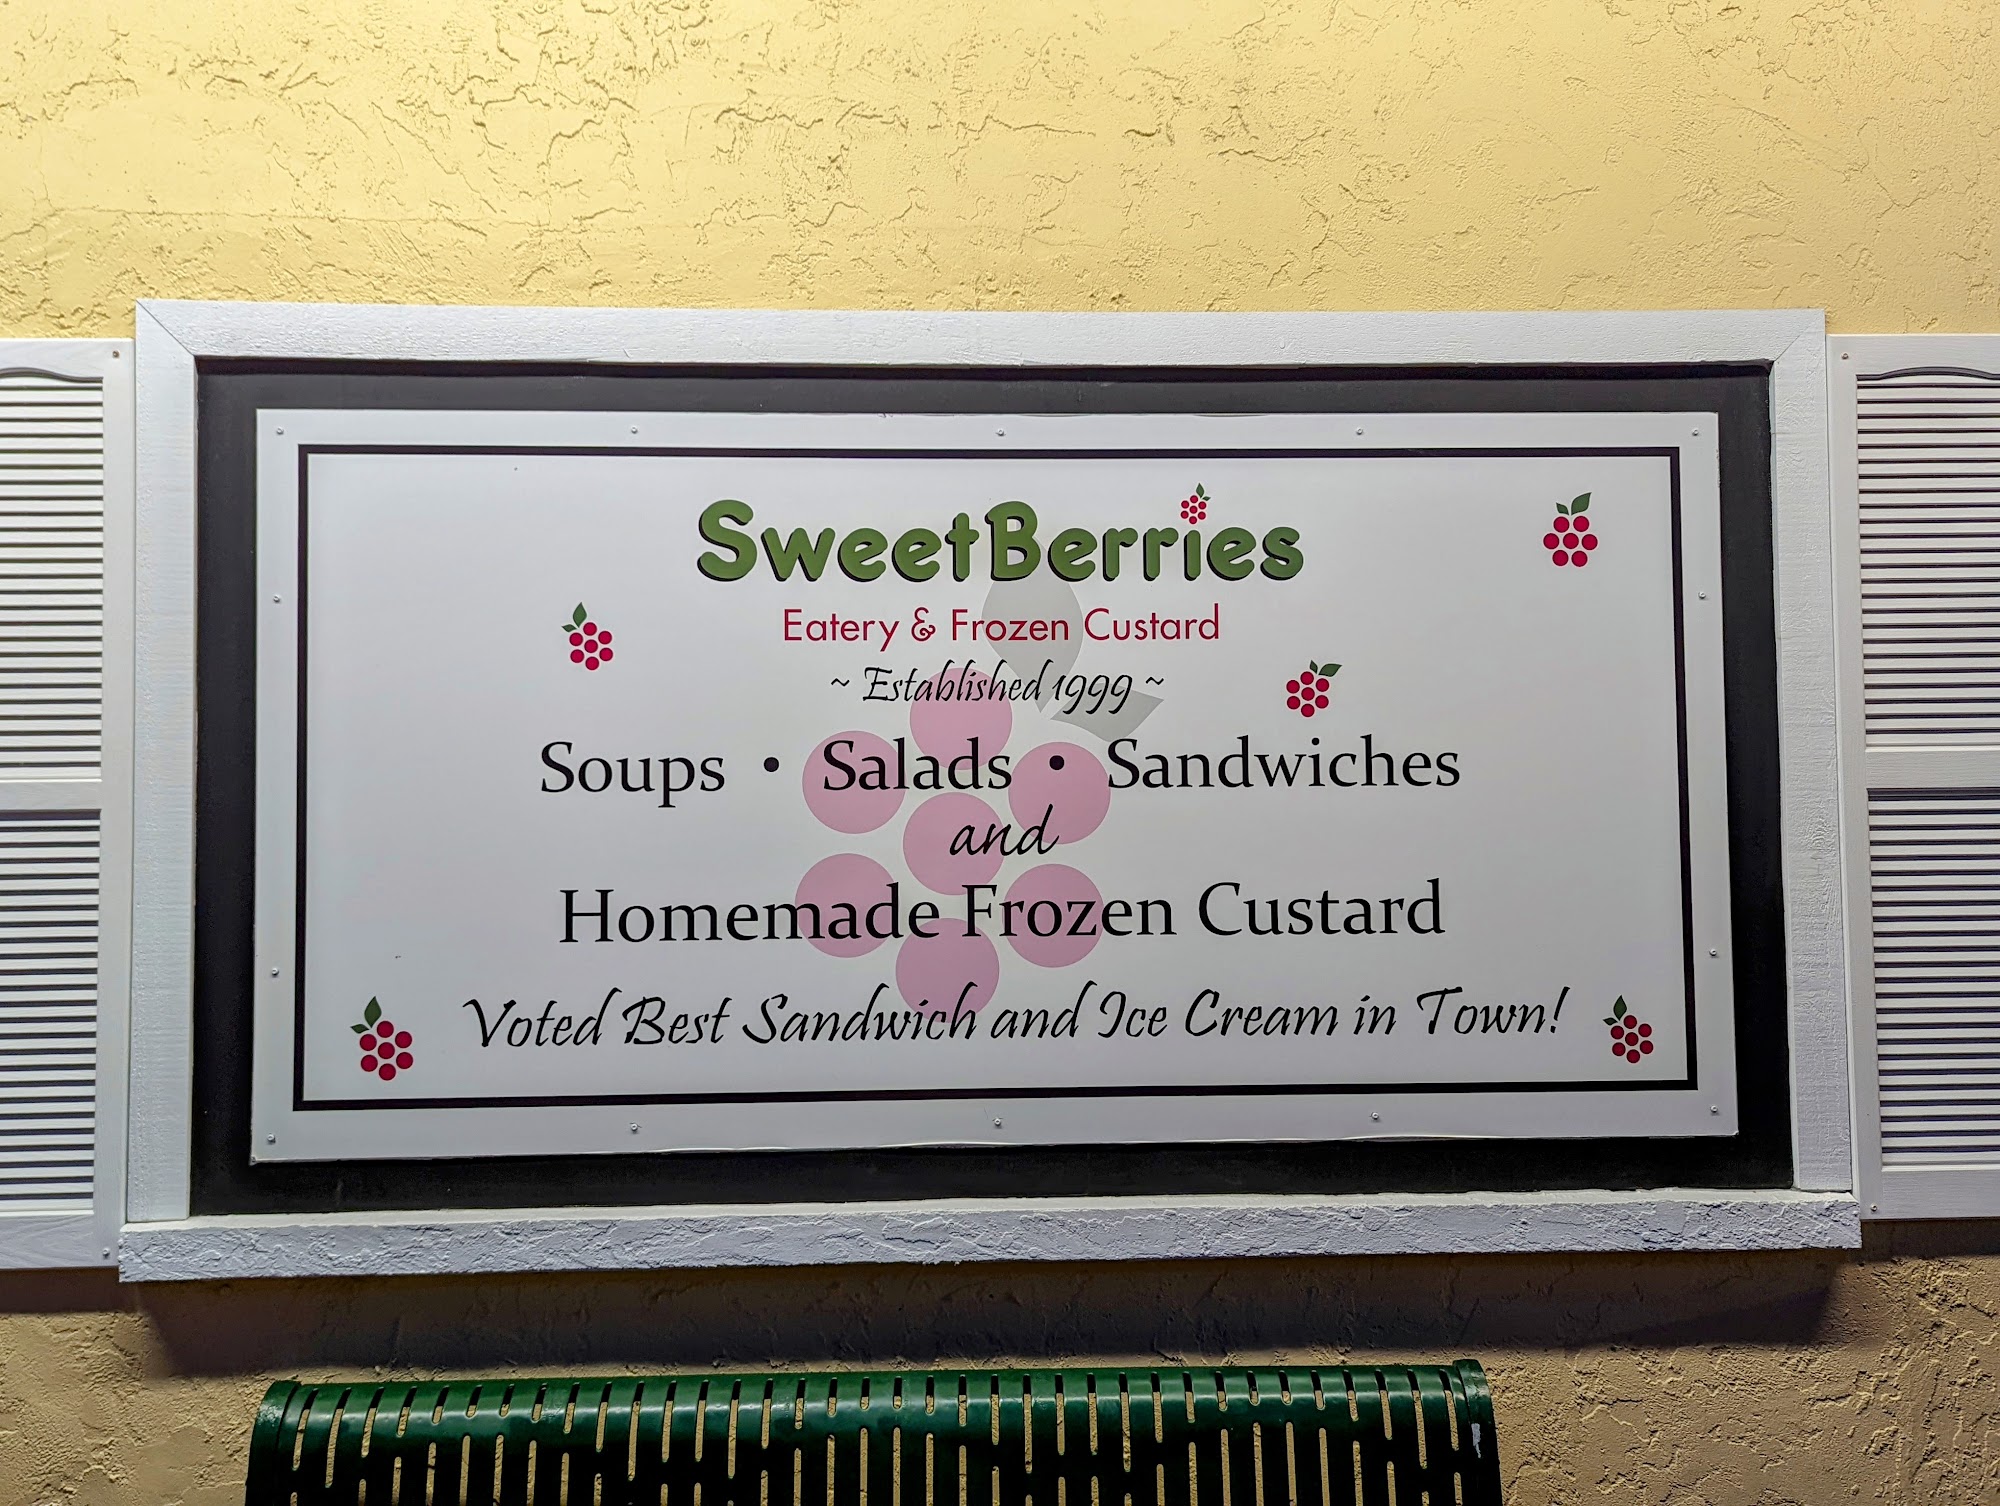 SweetBerries
Eatery & Frozen Custard
~ Established 1999 ~
Soups • Salads • Sandwiches
and
Homemade Frozen Custard
Voted Best Sandwich and Ice Cream in Town!